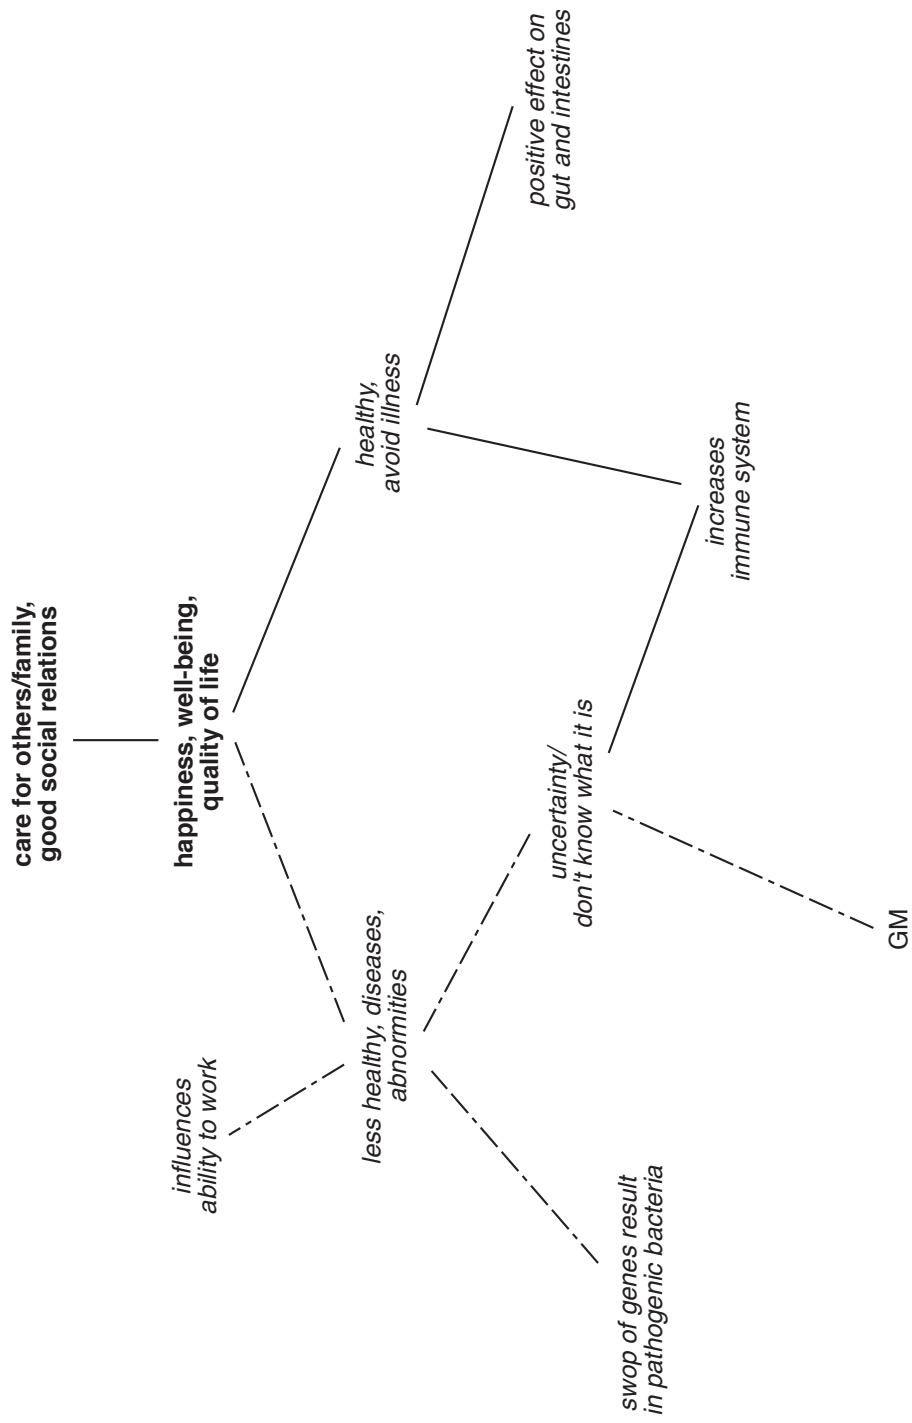 care for others/family,
good social relations
happiness, well-being,
quality of life
influences
ability to work
less healthy, diseases,
abnormities
healthy,
avoid illness
positive effect on
gut and intestines
uncertainty/
don't know what it is
swop of genes result
in pathogenic bacteria
increases
immune system
GM